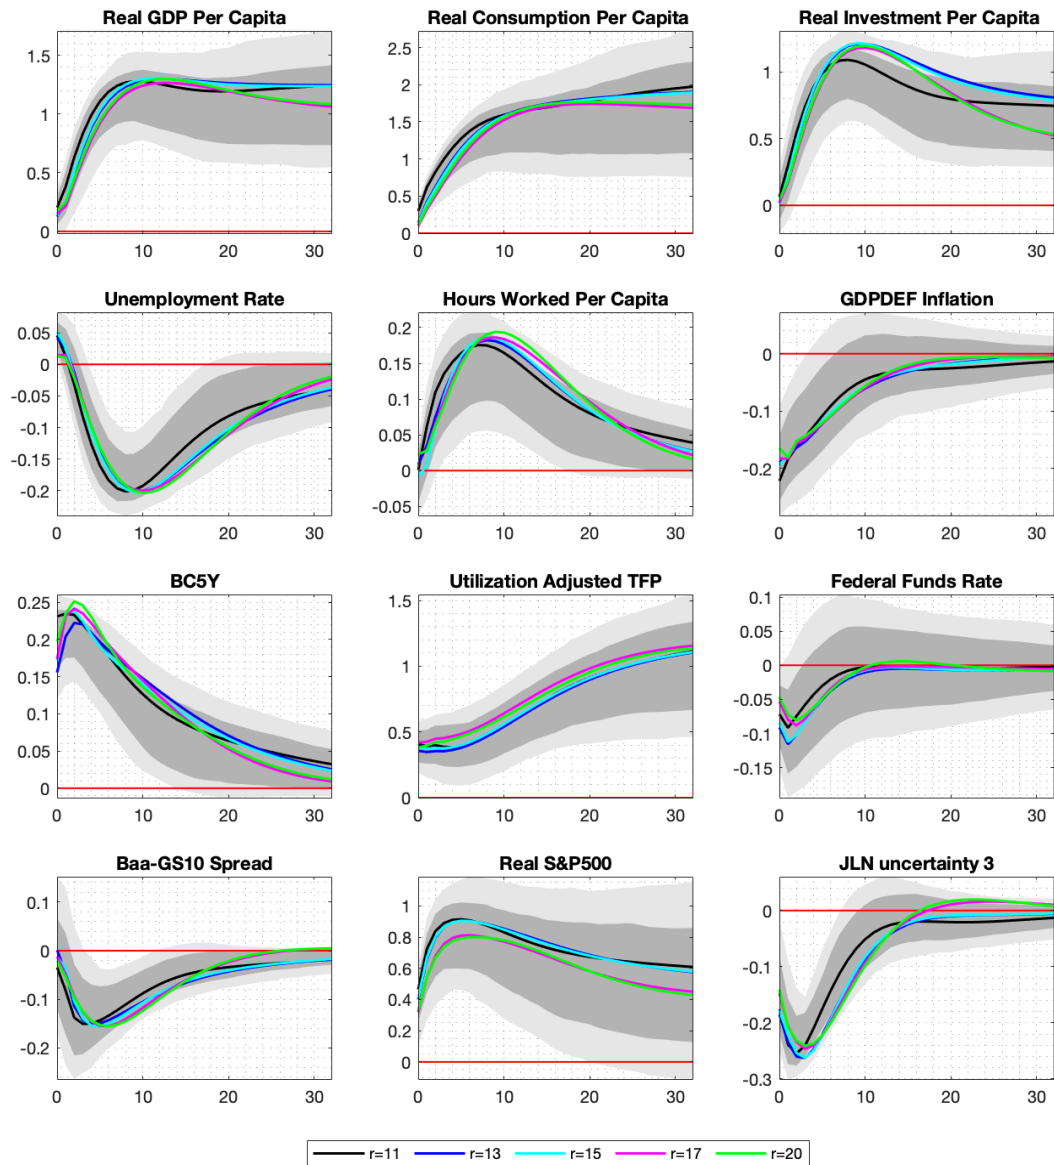 Real GDP Per Capita
Real Consumption Per Capita
Real Investment Per Capita
1.5
1
0.5
0
0 10 20 30
2.5
2
1.5
1
0.5
0
0 10 20 30
1
0.5
0
0 10 20 30
Unemployment Rate
Hours Worked Per Capita
GDPDEF Inflation
0.05
0
-0.05
-0.1
-0.15
-0.2
0 10 20 30
0.2
0.15
0.1
0.05
0
-0.05
0 10 20 30
0
-0.1
-0.2
0 10 20 30
BC5Y
Utilization Adjusted TFP
Federal Funds Rate
0.25
0.2
0.15
0.1
0.05
0
0 10 20 30
1.5
1
0.5
0
0 10 20 30
0.1
0.05
0
-0.05
-0.1
-0.15
0 10 20 30
Baa-GS10 Spread
Real S&P500
JLN uncertainty 3
0.1
0
-0.1
-0.2
0 10 20 30
1
0.8
0.6
0.4
0.2
0
0 10 20 30
0
-0.1
-0.2
-0.3
0 10 20 30
r=11 r=13 r=15 r=17 r=20